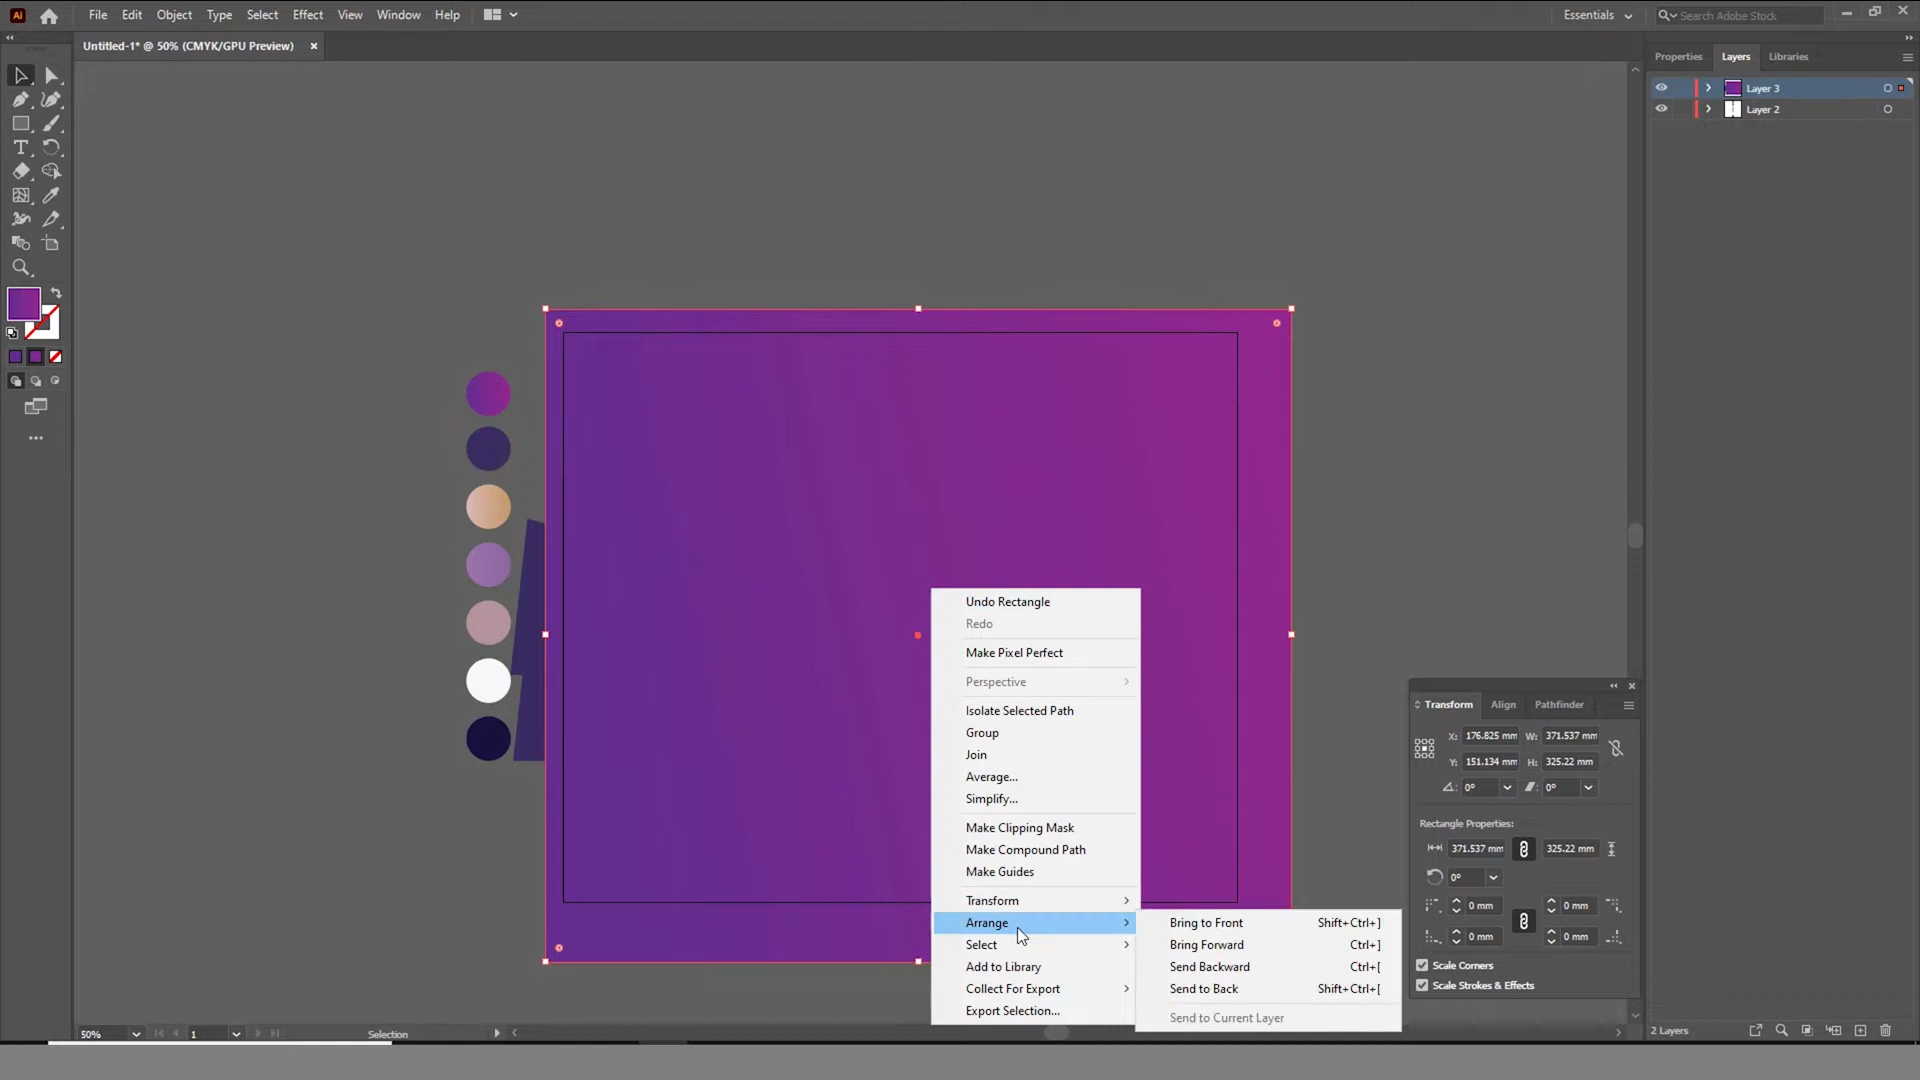 Ai
File Edit Object Type Select Effect View Window Help
Essentials
Search Adobe Stock
Untitled-1* @ 50% (CMYK/GPU Preview) ×
Properties Layers Libraries
Layer 3
Layer 2
Undo Rectangle
Redo
Make Pixel Perfect
Perspective
Isolate Selected Path
Group
Join
Average...
Simplify...
Make Clipping Mask
Make Compound Path
Make Guides
Transform
Arrange
Select
Add to Library
Collect For Export
Export Selection...
Bring to Front Shift+Ctrl+]
Bring Forward Ctrl+]
Send Backward Ctrl+[
Send to Back Shift+Ctrl+[
Send to Current Layer
Transform Align Pathfinder
X: 176.825 mm W: 371.537 mm
Y: 151.134 mm H: 325.22 mm
0° 0°
Rectangle Properties:
371.537 mm 325.22 mm
0°
0 mm 0 mm
0 mm 0 mm
Scale Corners
Scale Strokes & Effects
50% 1 Selection
2 Layers